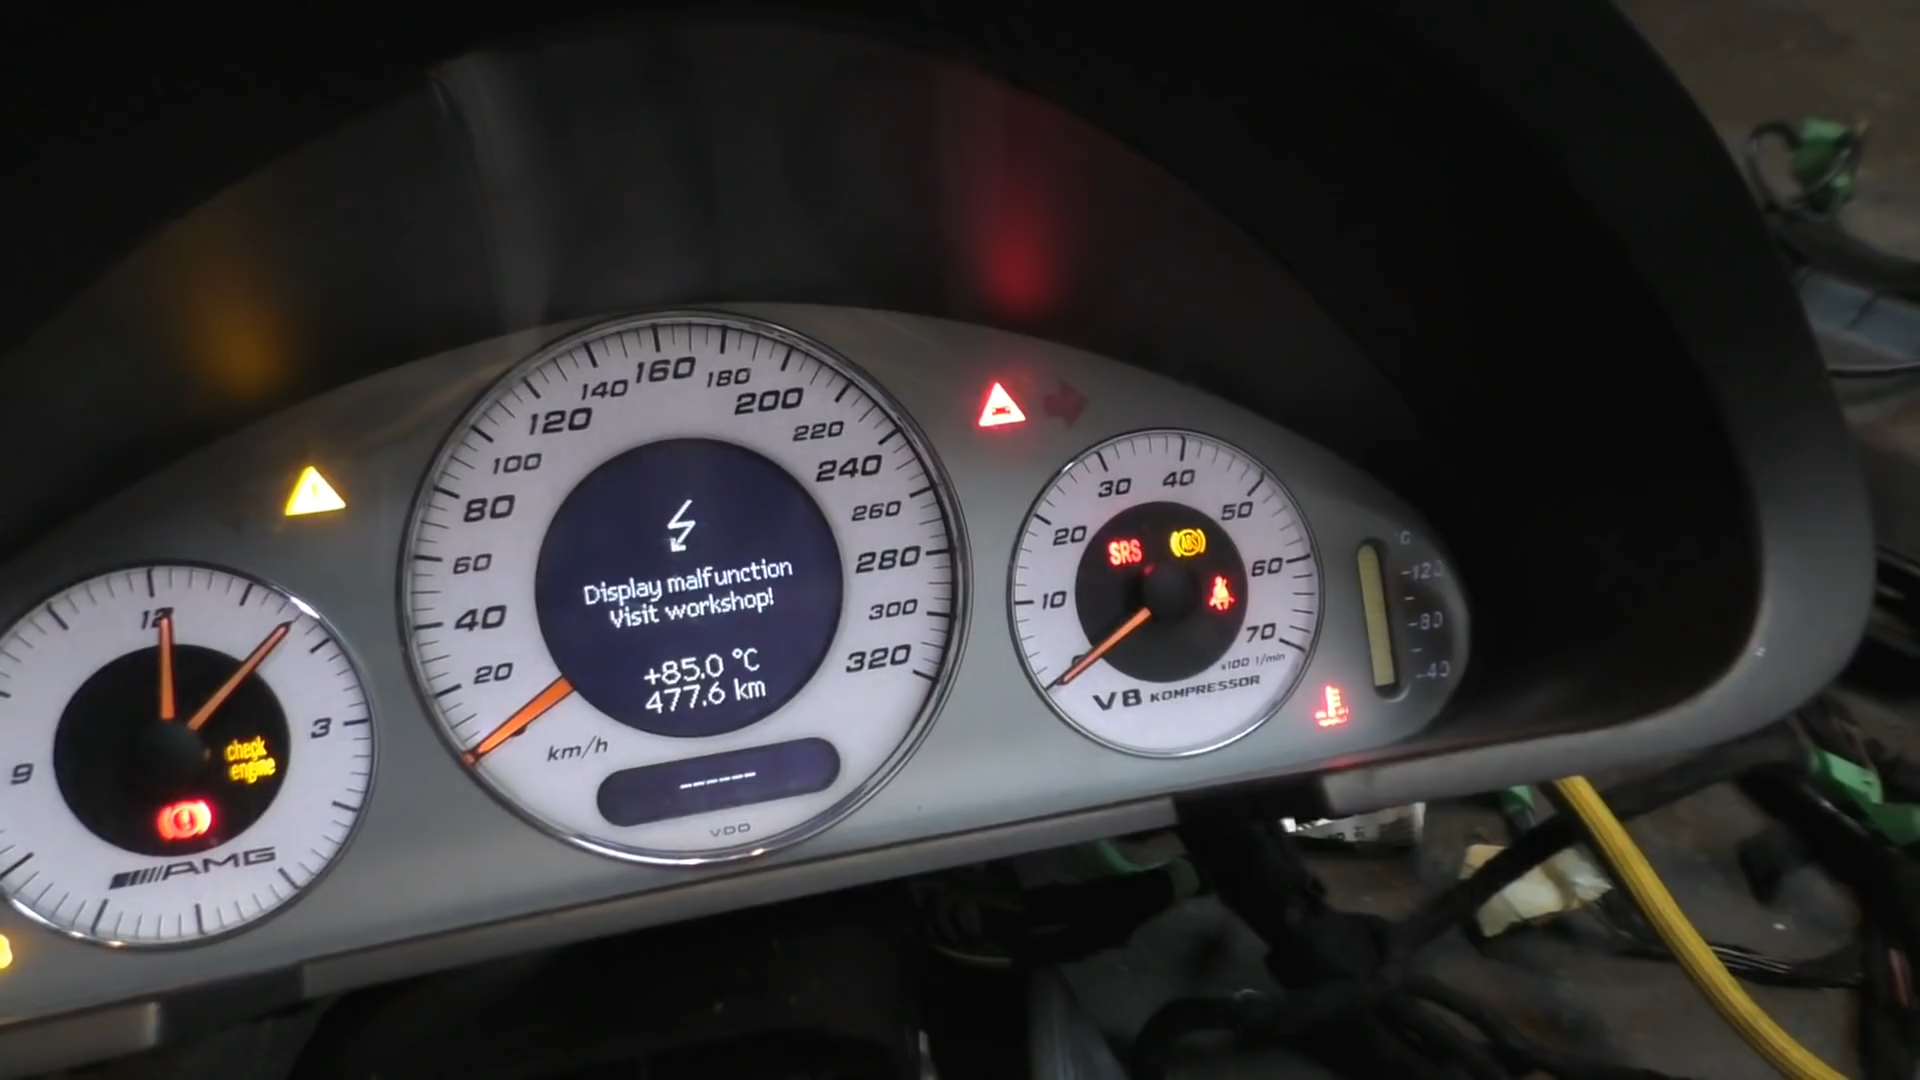 12
3
9
check
engine
AMG
20
40
60
80
100
120
140
160
180
200
220
240
260
280
300
320
Display malfunction
Visit workshop!
+85.0 °C
477.6 km
km/h
-----
VDO
10
20
30
40
50
60
70
SRS
ABS
x100 1/min
V8 KOMPRESSOR
°C
120
80
40